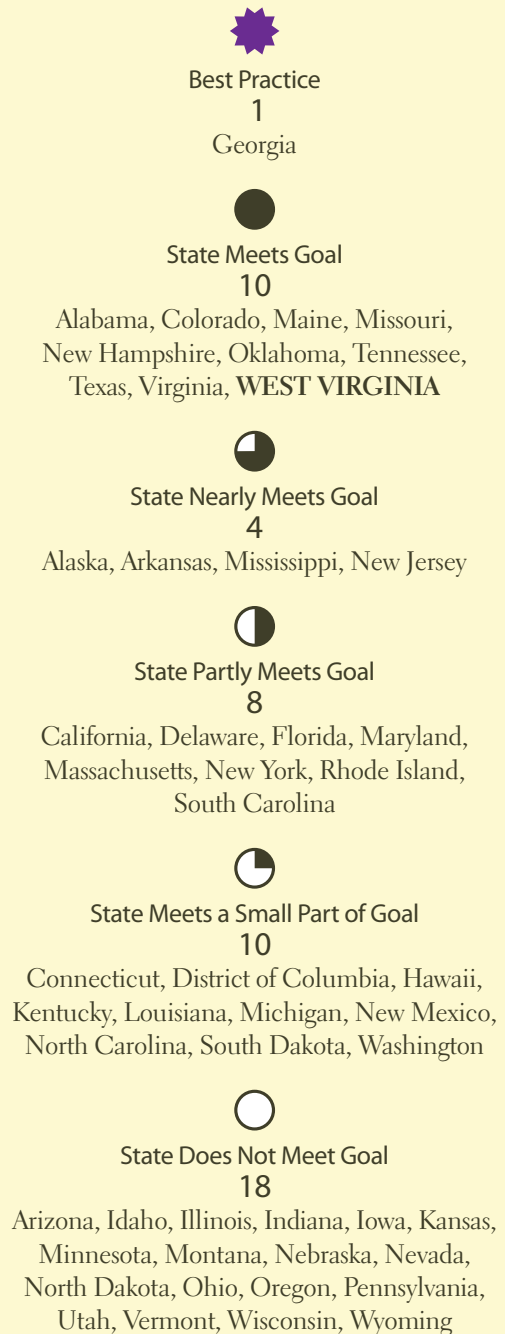 Best Practice
1
Georgia
State Meets Goal
10
Alabama, Colorado, Maine, Missouri,
New Hampshire, Oklahoma, Tennessee,
Texas, Virginia, WEST VIRGINIA
State Nearly Meets Goal
4
Alaska, Arkansas, Mississippi, New Jersey
State Partly Meets Goal
8
California, Delaware, Florida, Maryland,
Massachusetts, New York, Rhode Island,
South Carolina
State Meets a Small Part of Goal
10
Connecticut, District of Columbia, Hawaii,
Kentucky, Louisiana, Michigan, New Mexico,
North Carolina, South Dakota, Washington
State Does Not Meet Goal
18
Arizona, Idaho, Illinois, Indiana, Iowa, Kansas,
Minnesota, Montana, Nebraska, Nevada,
North Dakota, Ohio, Oregon, Pennsylvania,
Utah, Vermont, Wisconsin, Wyoming